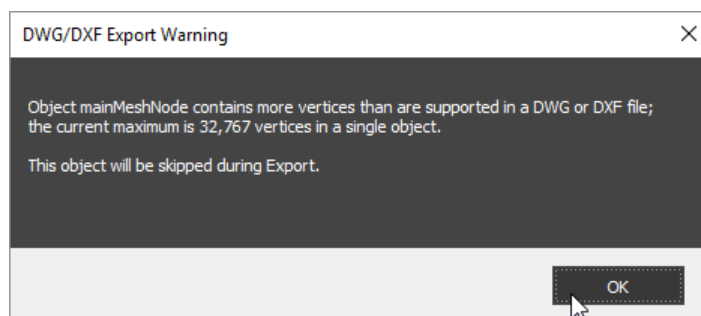 DWG/DXF Export Warning
Object mainMeshNode contains more vertices than are supported in a DWG or DXF file;
the current maximum is 32,767 vertices in a single object.
This object will be skipped during Export.
OK